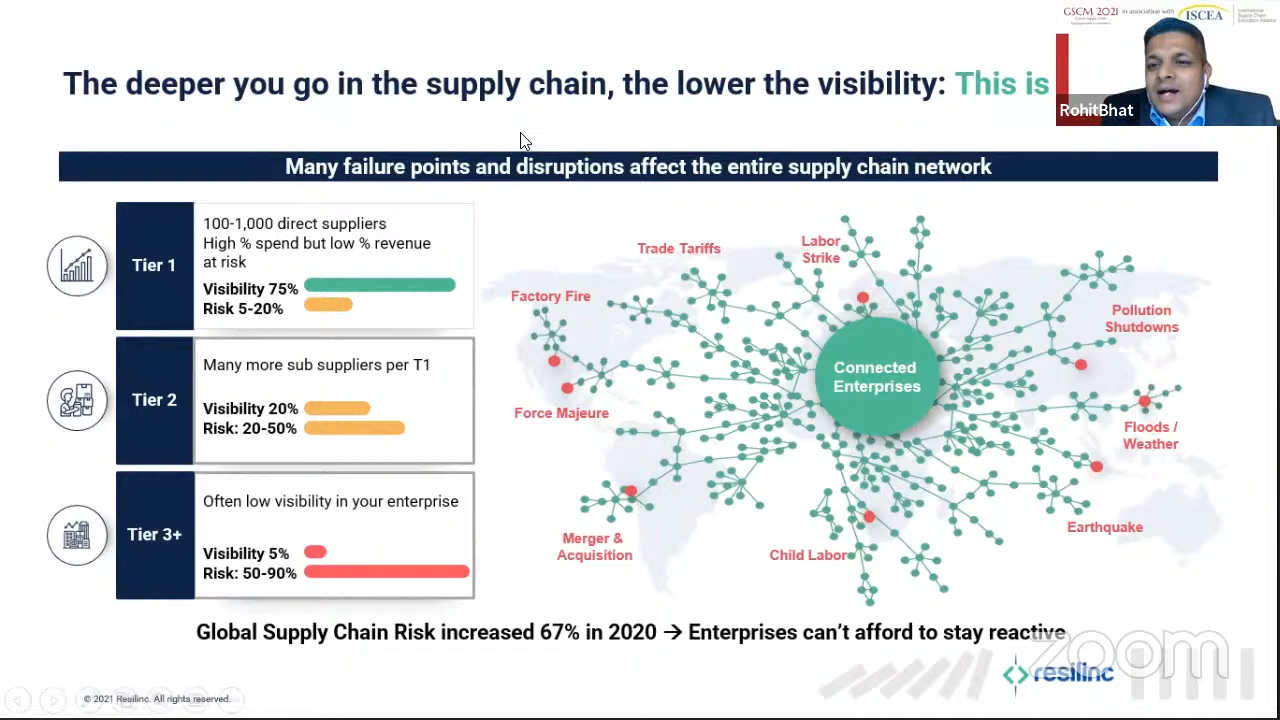 GSCM 2021
in association with
ISCEA
International
Supply Chain
Education Alliance
The deeper you go in the supply chain, the lower the visibility: This is
RohitBhat
Many failure points and disruptions affect the entire supply chain network
Tier 1
100-1,000 direct suppliers
High % spend but low % revenue
at risk
Visibility 75%
Risk 5-20%
Tier 2
Many more sub suppliers per T1
Visibility 20%
Risk: 20-50%
Tier 3+
Often low visibility in your enterprise
Visibility 5%
Risk: 50-90%
Trade Tariffs
Labor
Strike
Factory Fire
Pollution
Shutdowns
Connected
Enterprises
Force Majeure
Floods /
Weather
Merger &
Acquisition
Child Labor
Earthquake
Global Supply Chain Risk increased 67% in 2020 → Enterprises can't afford to stay reactive
zoom
resilinc
© 2021 Resilinc. All rights reserved.